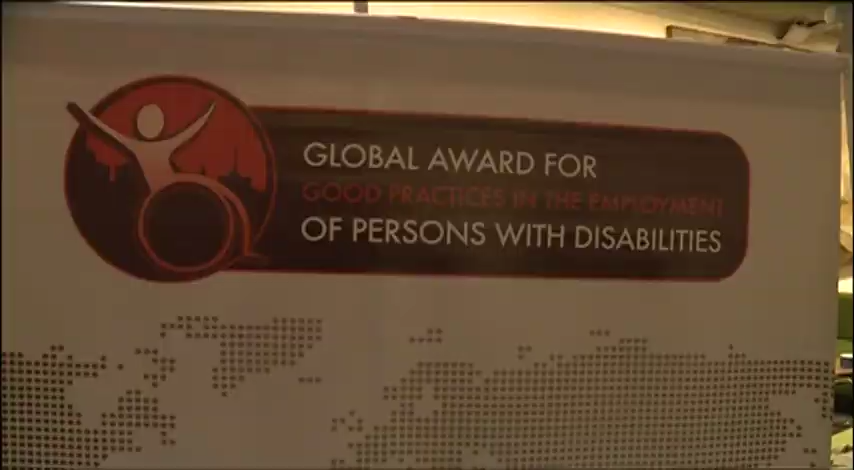 GLOBAL AWARD FOR
GOOD PRACTICES IN THE EMPLOYMENT
OF PERSONS WITH DISABILITIES